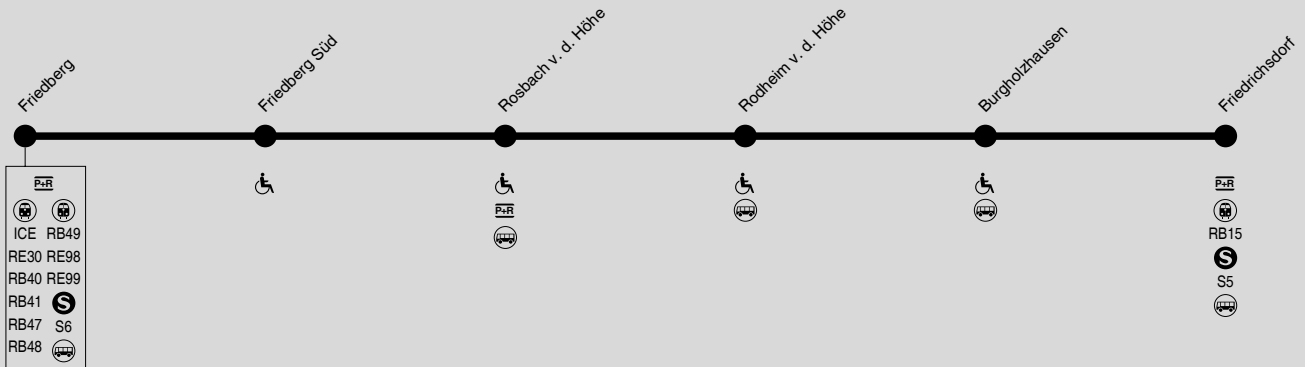 Friedberg
Friedberg Süd
Rosbach v. d. Höhe
Rodheim v. d. Höhe
Burgholzhausen
Friedrichsdorf
P+R
ICE RB49
RE30 RE98
RB40 RE99
RB41 S
RB47 S6
RB48
P+R
P+R
RB15
S
S5